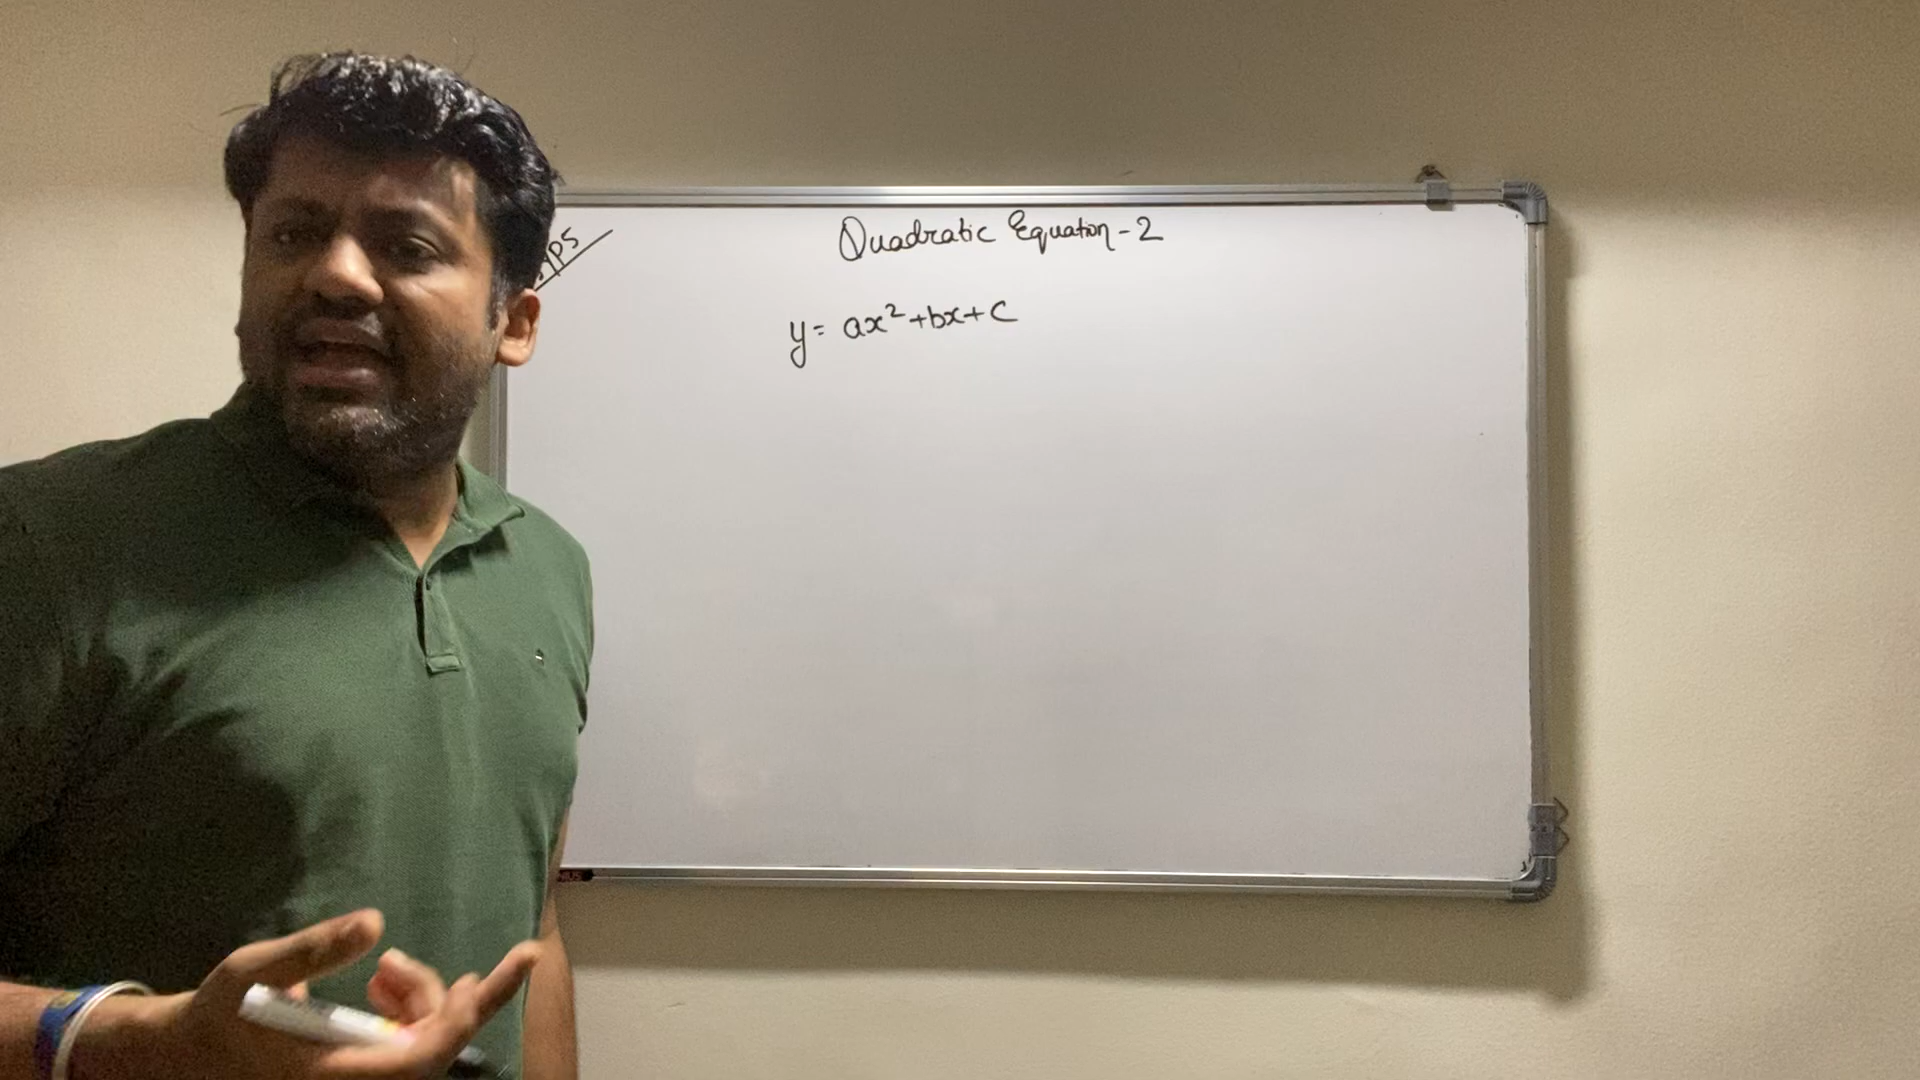 Quadratic Equation - 2
y = ax² + bx + c